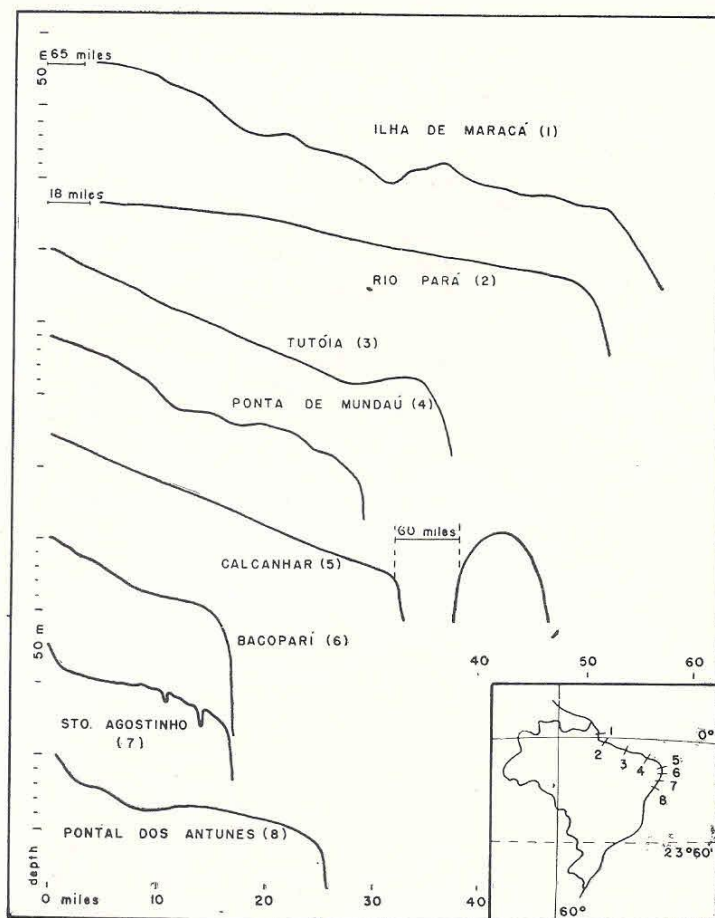 50 m
65 miles
ILHA DE MARACÁ (1)
18 miles
RIO PARÁ (2)
TUTÓIA (3)
PONTA DE MUNDAÚ (4)
60 miles
CALCANHAR (5)
BACOPARÍ (6)
50 m
40 50 60
STO. AGOSTINHO
(7)
1
0°
2
3
4
5
6
7
8
PONTAL DOS ANTUNES (8)
23°60'
depth
0 miles 10 20 30 40
60°